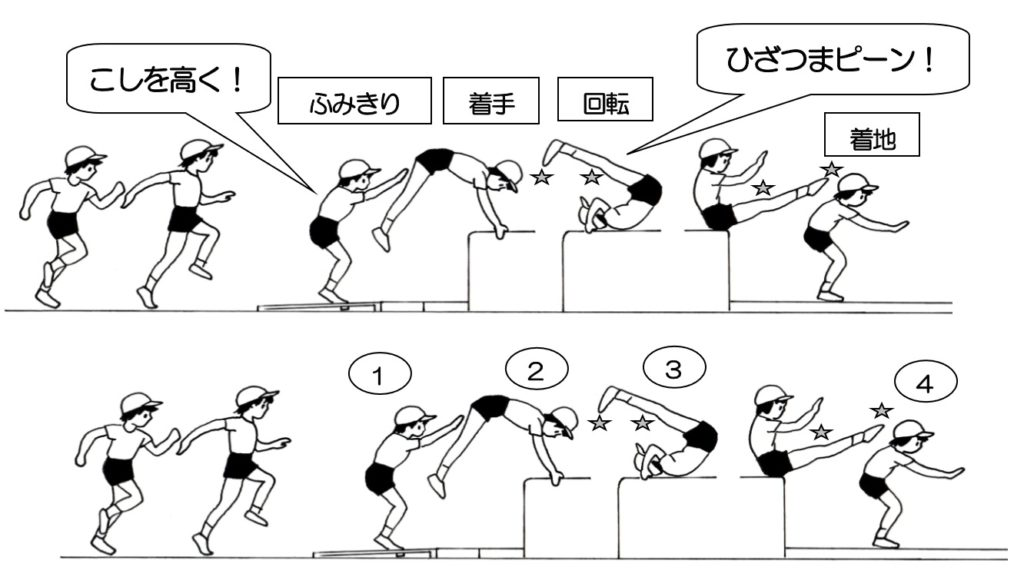 こしを高く！
ふみきり
着手
回転
ひざつまピーン！
着地
１
２
３
４